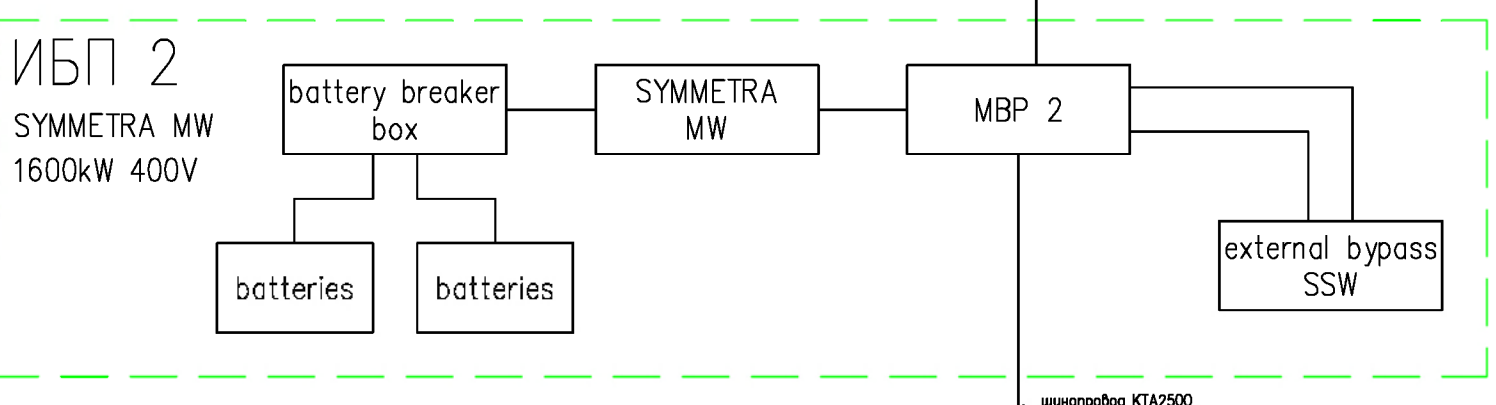 ИБП 2
SYMMETRA MW
1600kW 400V
battery breaker
box
SYMMETRA
MW
MBP 2
batteries
batteries
external bypass
SSW
шинопровод KTA2500